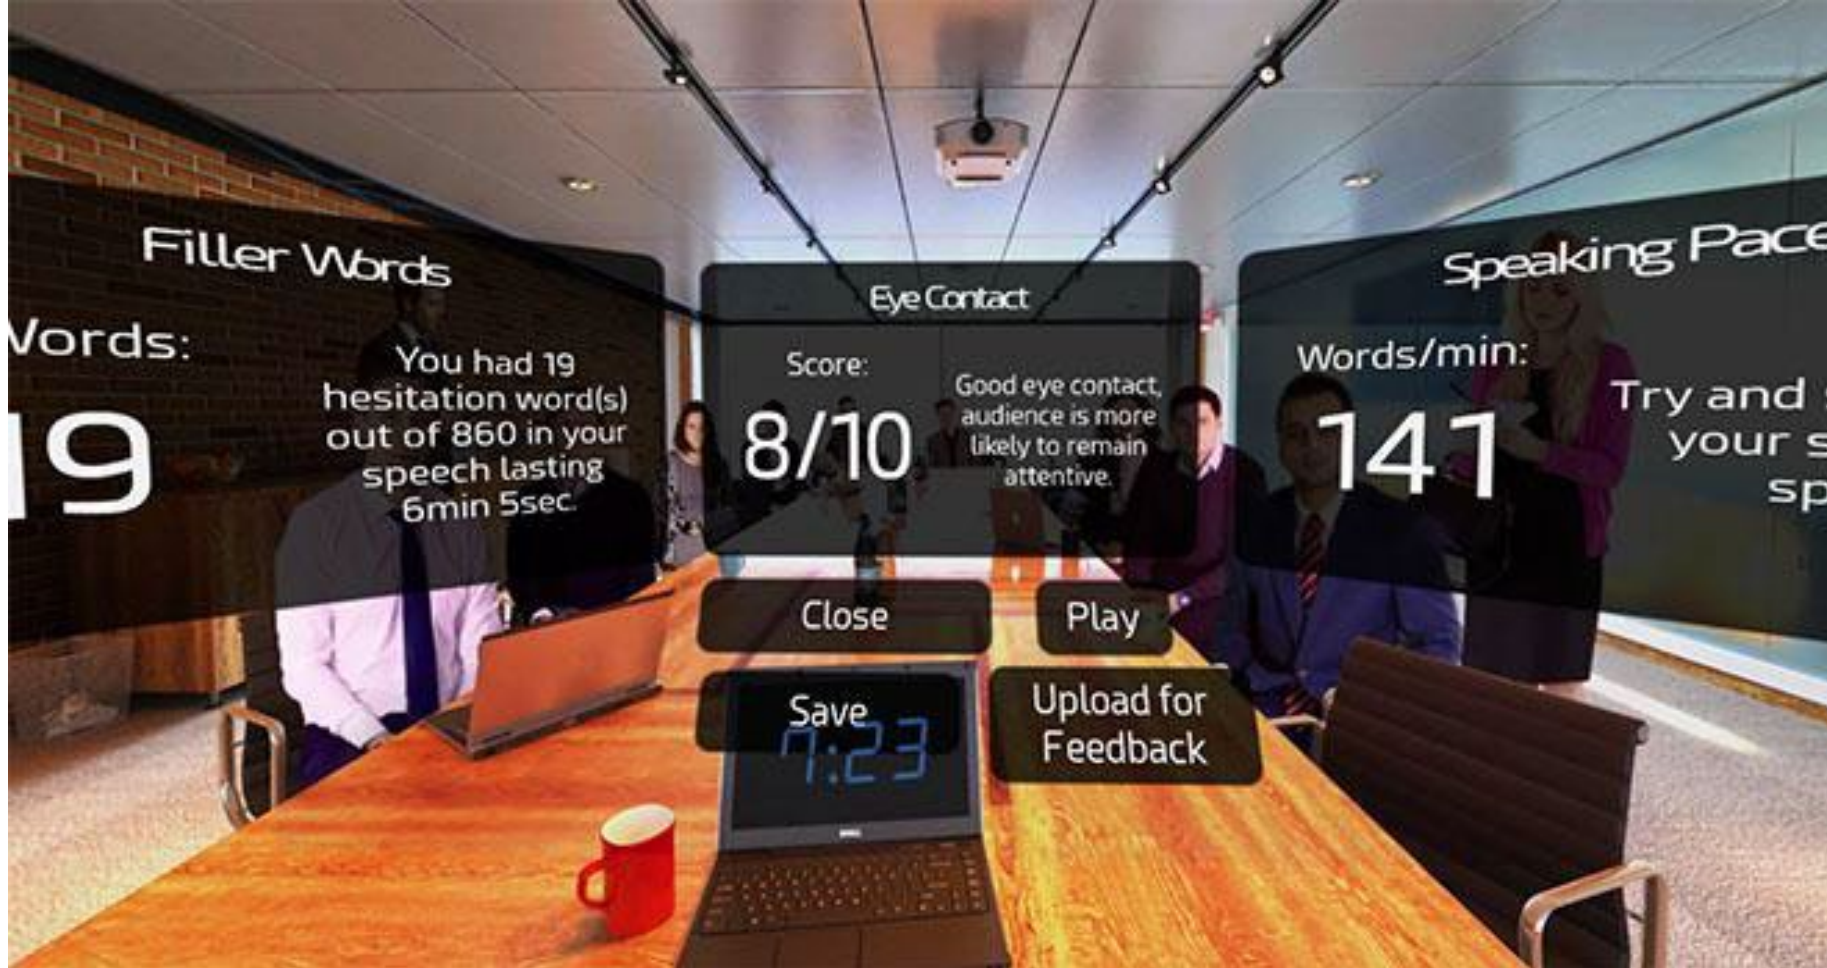 Filler Words
Words:
19
You had 19
hesitation word(s)
out of 860 in your
speech lasting
6min 5sec.
Eye Contact
Score:
8/10
Good eye contact,
audience is more
likely to remain
attentive.
Speaking Pace
Words/min:
141
Try and
your s
sp
Close
Play
Save
Upload for
Feedback
7:23
DELL